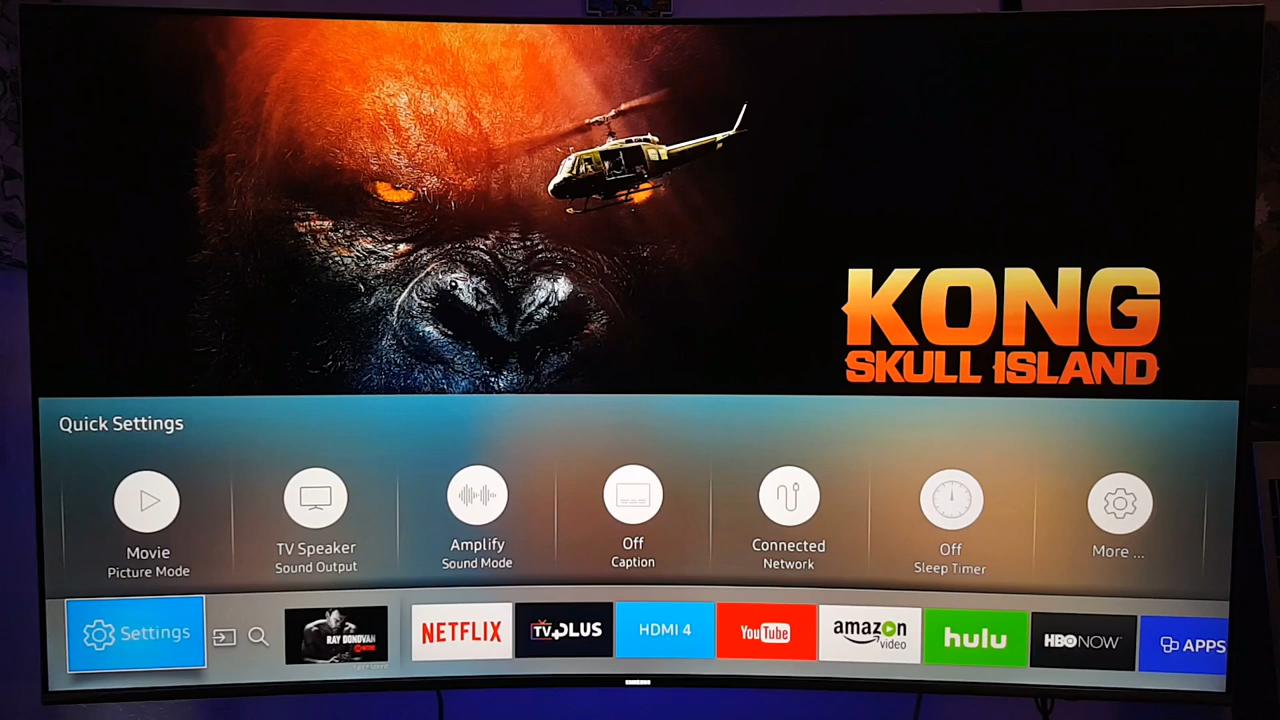 KONG
SKULL ISLAND
Quick Settings
Movie
Picture Mode
TV Speaker
Sound Output
Amplify
Sound Mode
Off
Caption
Connected
Network
Off
Sleep Timer
More ...
Settings
RAY DONOVAN
SHOWTIME
NETFLIX
TV PLUS
HDMI 4
YouTube
amazon
video
hulu
HBO NOW
APPS
SAMSUNG